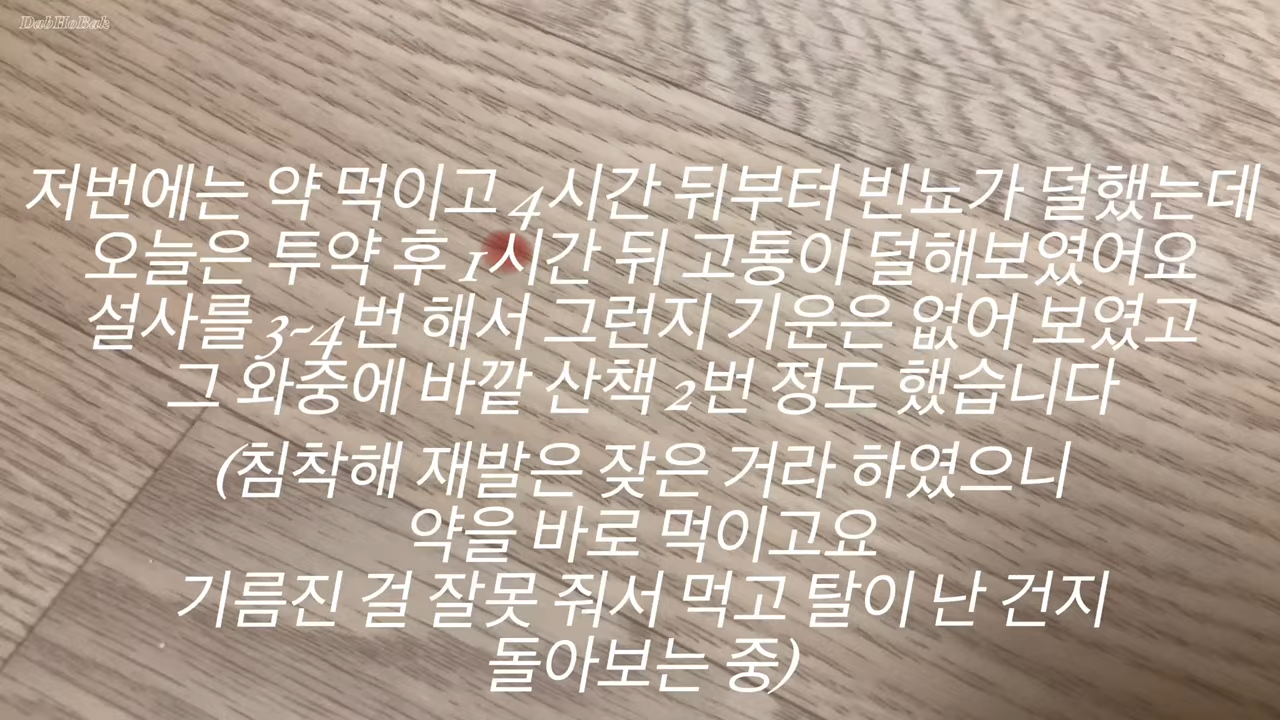 DabHoBak
저번에는 약 먹이고 4시간 뒤부터 빈뇨가 덜했는데
오늘은 투약 후 1시간 뒤 고통이 덜해보였어요
설사를 3~4번 해서 그런지 기운은 없어 보였고
그 와중에 바깥 산책 2번 정도 했습니다
(침착해 재발은 잦은 거라 하였으니
약을 바로 먹이고요
기름진 걸 잘못 줘서 먹고 탈이 난 건지
돌아보는 중)